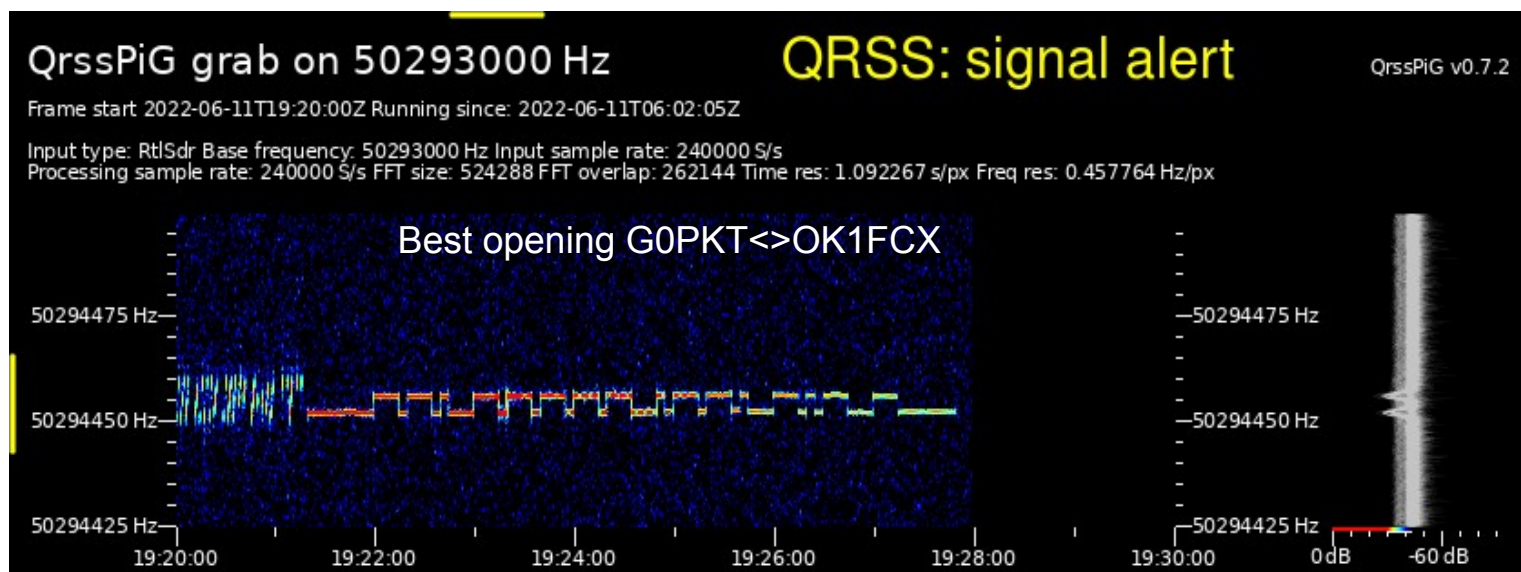 QrssPiG grab on 50293000 Hz
QRSS: signal alert
QrssPiG v0.7.2
Frame start 2022-06-11T19:20:00Z Running since: 2022-06-11T06:02:05Z
Input type: RtlSdr Base frequency: 50293000 Hz Input sample rate: 240000 S/s
Processing sample rate: 240000 S/s FFT size: 524288 FFT overlap: 262144 Time res: 1.092267 s/px Freq res: 0.457764 Hz/px
Best opening G0PKT<>OK1FCX
50294475 Hz
50294475 Hz
50294450 Hz
50294450 Hz
50294425 Hz
50294425 Hz
19:20:00 19:22:00 19:24:00 19:26:00 19:28:00 19:30:00 0dB -60 dB